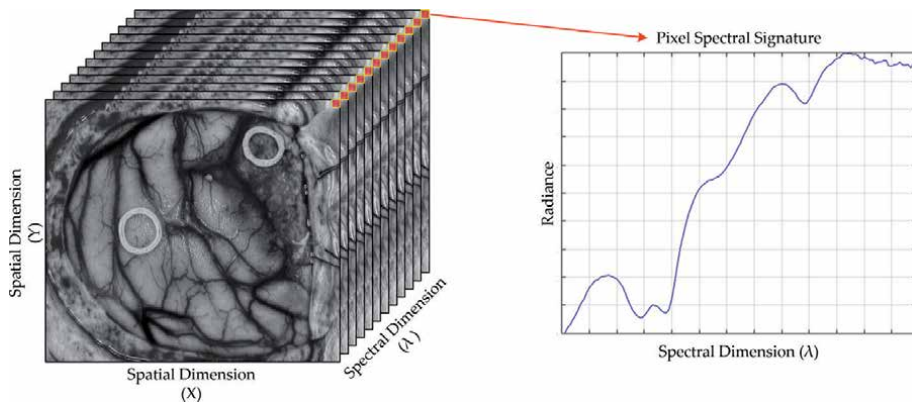 Pixel Spectral Signature
Spatial Dimension
(Y)
Radiance
Spectral Dimension
(λ)
Spatial Dimension
(X)
Spectral Dimension (λ)